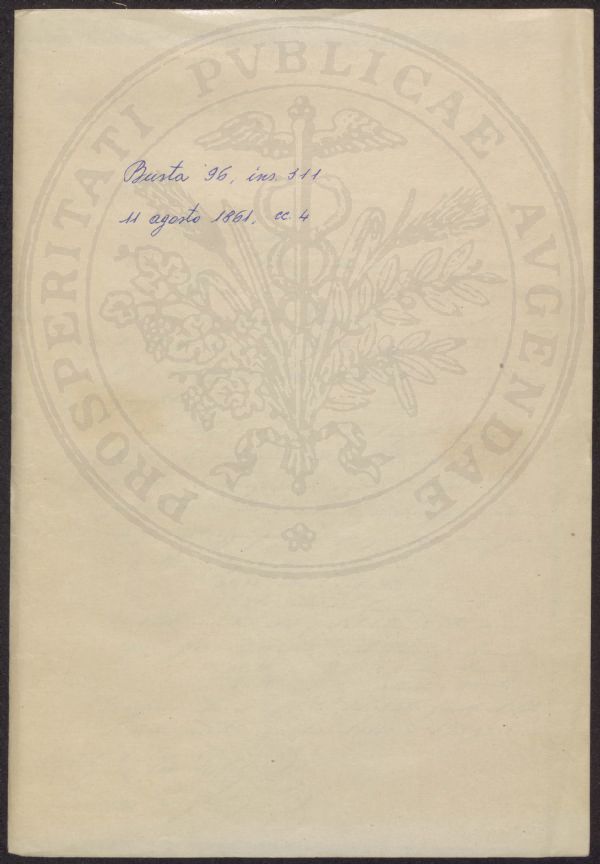 Busta 96, ins. 311
11 agosto 1861, cc. 4
PROSPERITATI PVBLICAE AVGENDAE